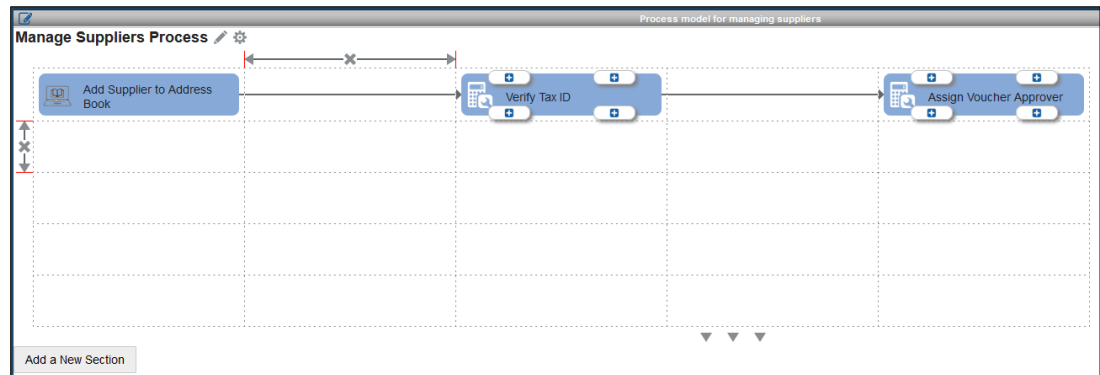 Process model for managing suppliers
Manage Suppliers Process
Add Supplier to Address
Book
Verify Tax ID
Assign Voucher Approver
Add a New Section